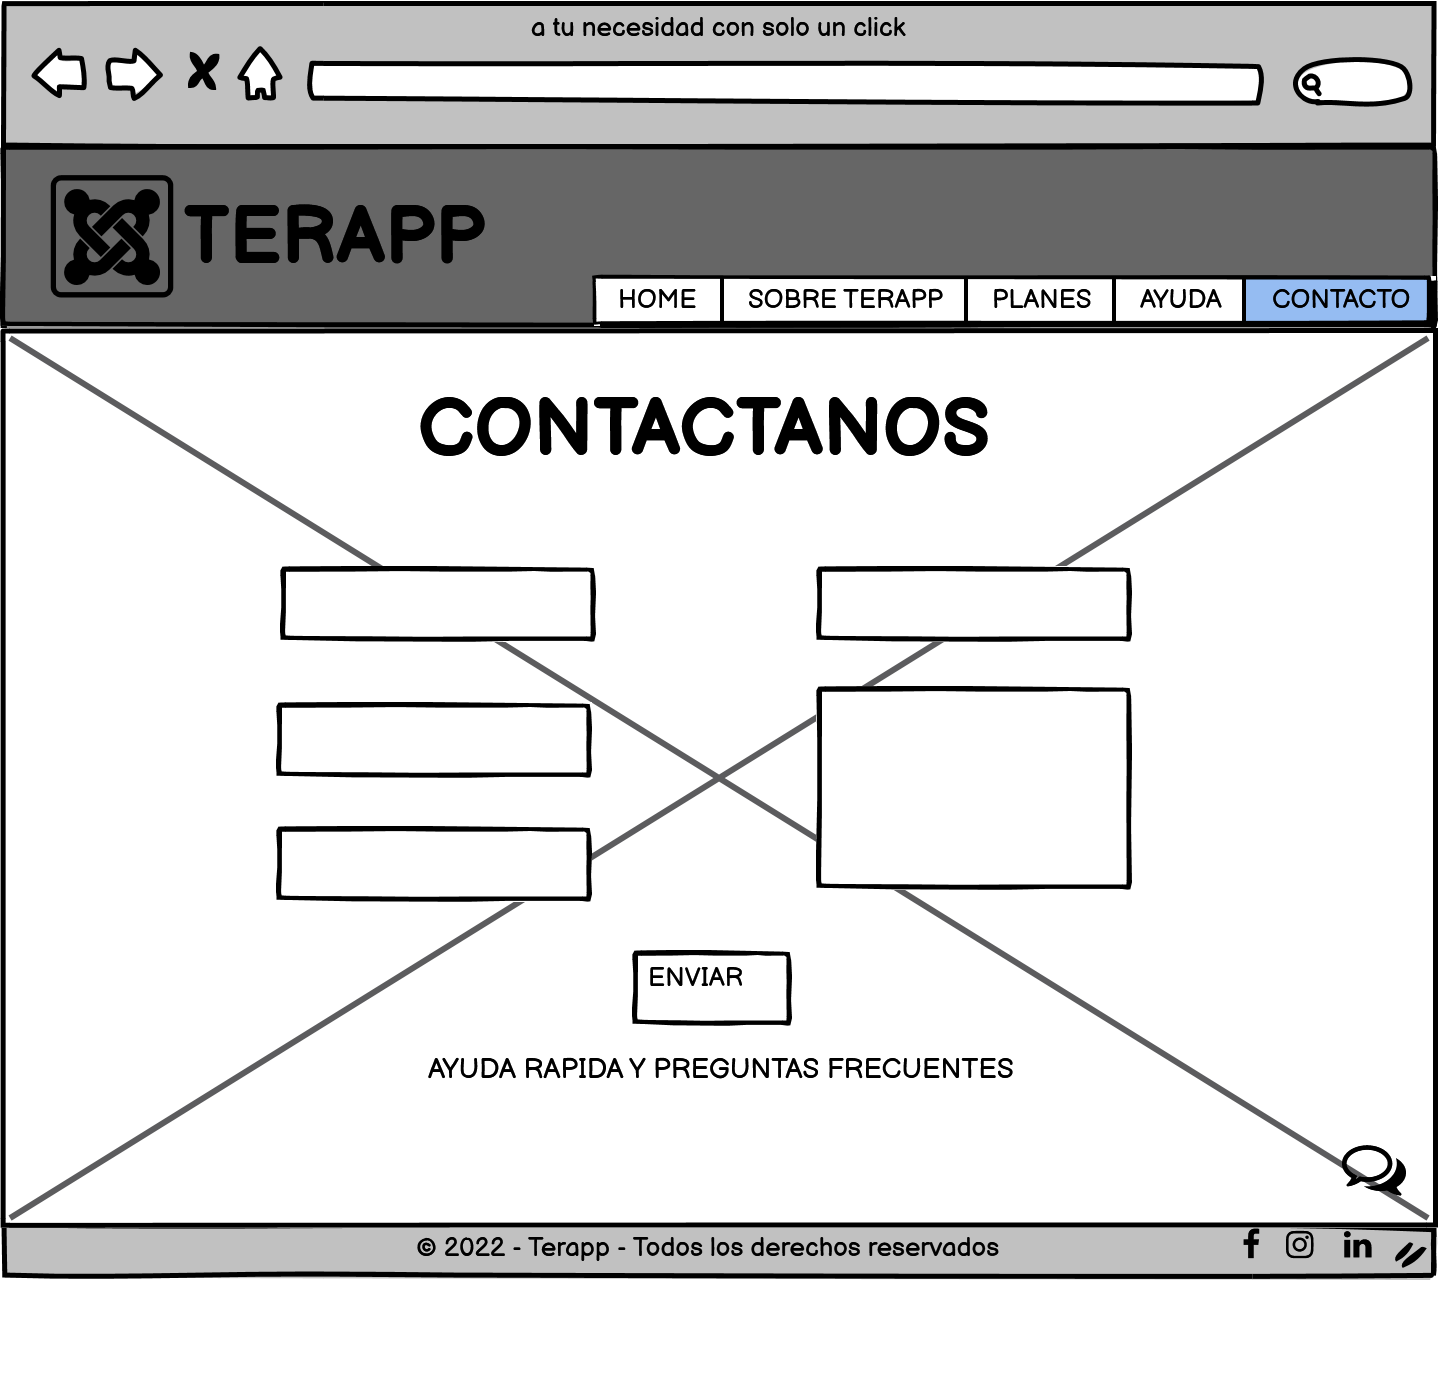 a tu necesidad con solo un click
TERAPP
HOME SOBRE TERAPP PLANES AYUDA CONTACTO
CONTACTANOS
ENVIAR
AYUDA RAPIDA Y PREGUNTAS FRECUENTES
© 2022 - Terapp - Todos los derechos reservados